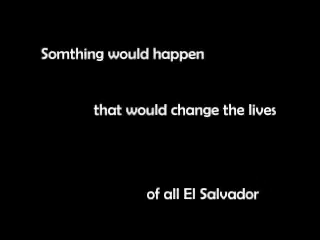 Somthing would happen
that would change the lives
of all El Salvador